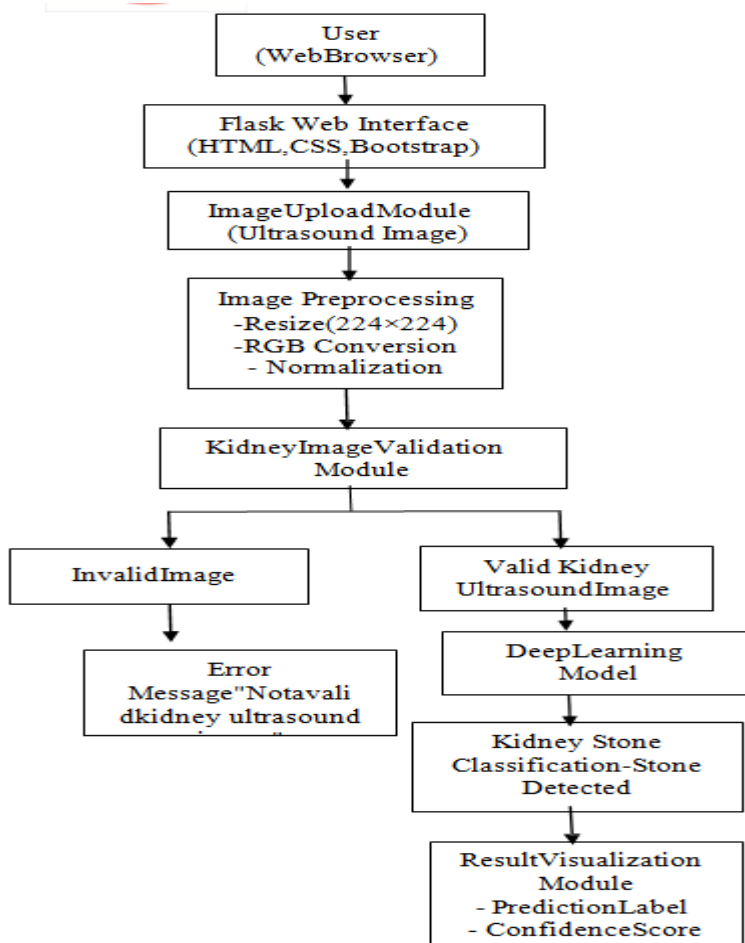 User
(WebBrowser)
Flask Web Interface
(HTML,CSS,Bootstrap)
ImageUploadModule
(Ultrasound Image)
Image Preprocessing
-Resize(224×224)
-RGB Conversion
- Normalization
KidneyImageValidation
Module
InvalidImage
Valid Kidney
UltrasoundImage
Error
Message"Notavali
dkidney ultrasound
DeepLearning
Model
Kidney Stone
Classification-Stone
Detected
ResultVisualization
Module
- PredictionLabel
- ConfidenceScore